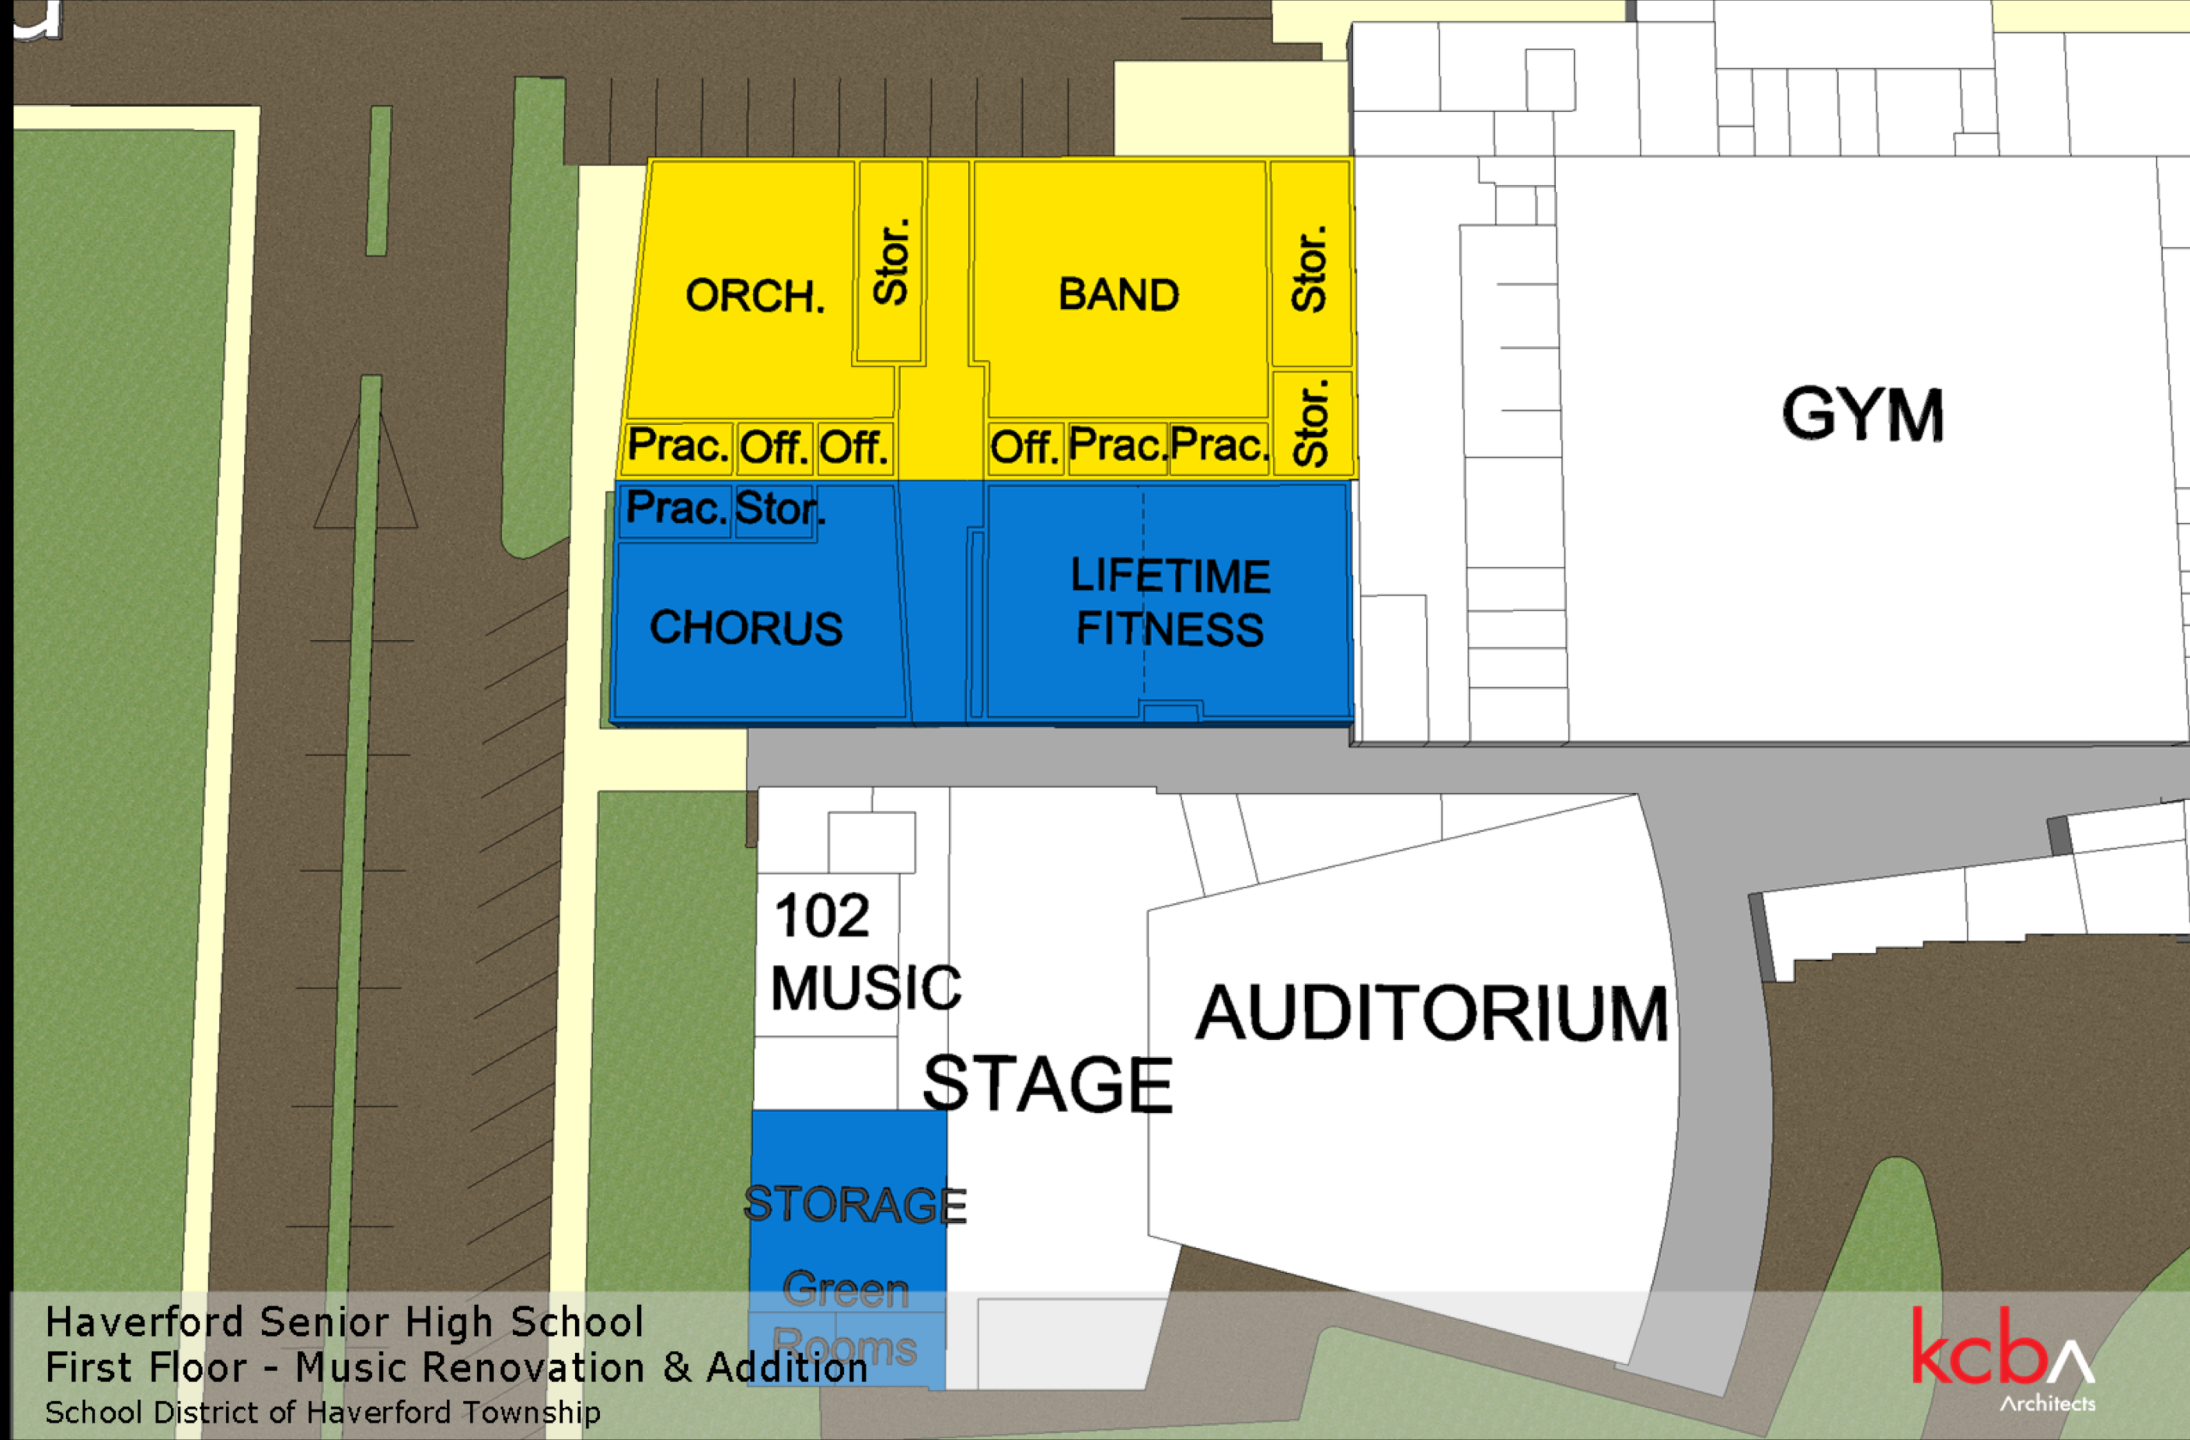 ORCH.
Stor.
BAND
Stor.
GYM
Stor.
Prac. Off. Off.
Off. Prac. Prac.
Prac. Stor.
LIFETIME
FITNESS
CHORUS
102
MUSIC
AUDITORIUM
STAGE
STORAGE
Green
Rooms
Haverford Senior High School
First Floor - Music Renovation & Addition
School District of Haverford Township
kcba
Architects